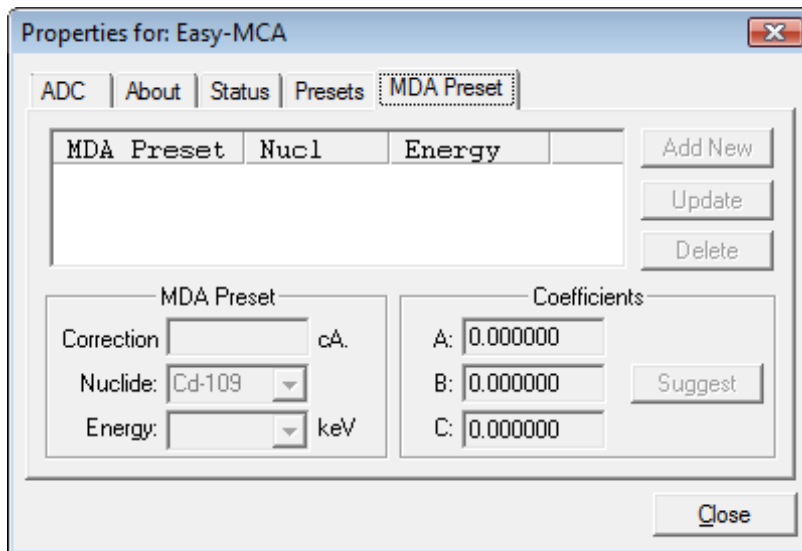 Properties for: Easy-MCA
ADC About Status Presets MDA Preset
MDA Preset Nucl Energy
Add New
Update
Delete
MDA Preset
Correction cA.
Nuclide: Cd-109
Energy: keV
Coefficients
A: 0.000000
B: 0.000000
C: 0.000000
Suggest
Close